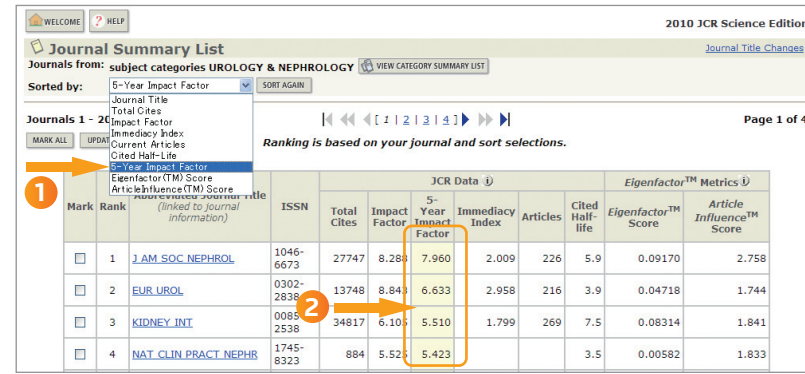 WELCOME ? HELP 2010 JCR Science Edition
Journal Summary List Journal Title Changes
Journals from: subject categories UROLOGY & NEPHROLOGY VIEW CATEGORY SUMMARY LIST
Sorted by: 5-Year Impact Factor SORT AGAIN
Journal Title
Total Cites
Impact Factor
Immediacy Index
Current Articles
Cited Half-Life
5-Year Impact Factor
Eigenfactor(TM) Score
ArticleInfluence(TM) Score
Journals 1 - 20 [ 1 | 2 | 3 | 4 ] Page 1 of 4
MARK ALL Ranking is based on your journal and sort selections.
1
JCR Data i Eigenfactor™ Metrics i
Mark Rank Abbreviated Journal Title (linked to journal information) ISSN Total Cites Impact Factor 5-Year Impact Factor Immediacy Index Articles Cited Half-life Eigenfactor™ Score Article Influence™ Score
1 J AM SOC NEPHROL 1046-6673 27747 8.288 7.960 2.009 226 5.9 0.09170 2.758
2 EUR UROL 0302-2838 13748 8.843 6.633 2.958 216 3.9 0.04718 1.744
2
3 KIDNEY INT 0085-2538 34817 6.105 5.510 1.799 269 7.5 0.08314 1.841
4 NAT CLIN PRACT NEPHR 1745-8323 884 5.525 5.423 3.5 0.00582 1.833